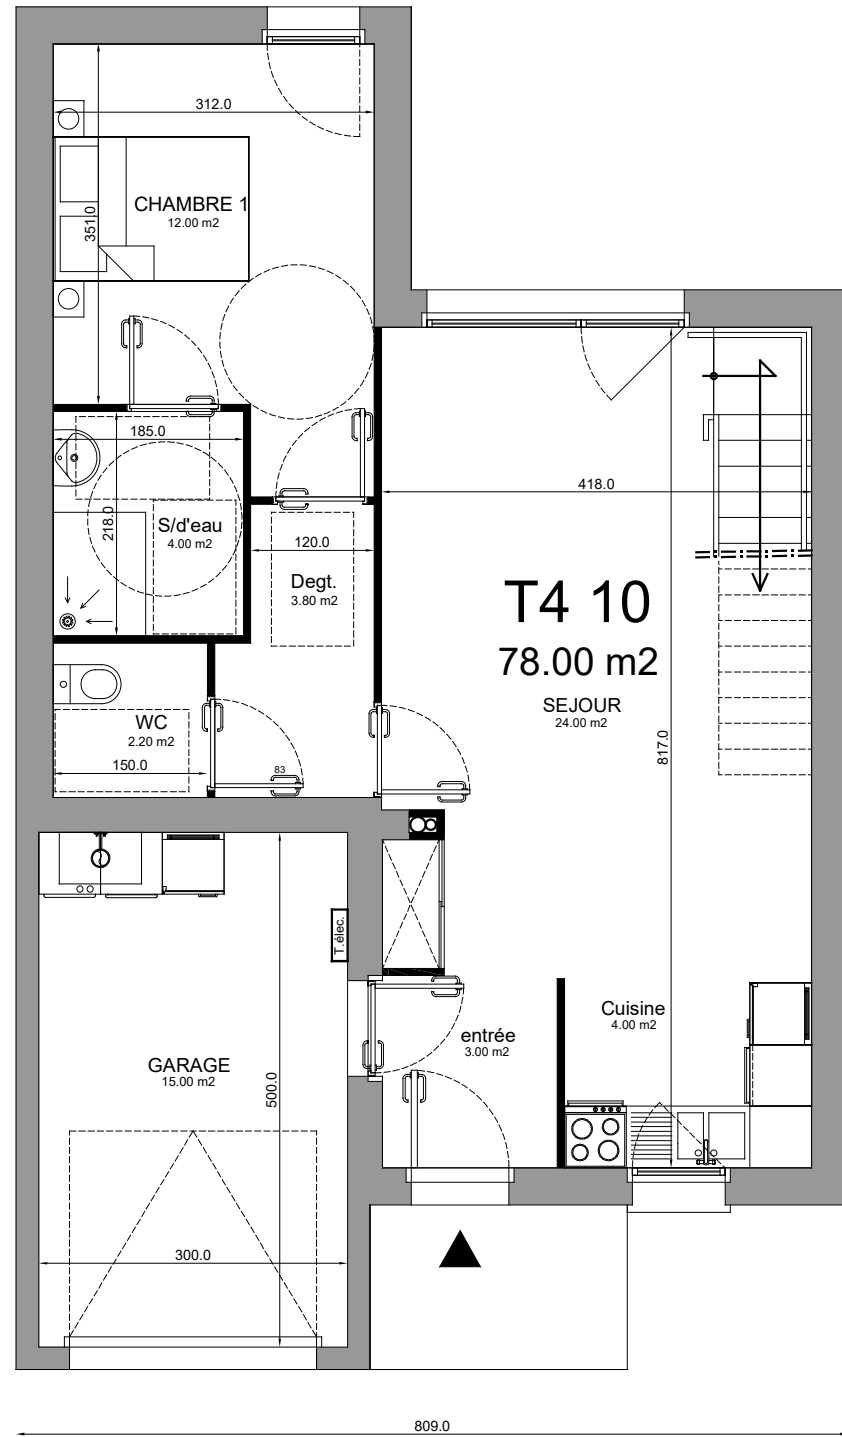 312.0
CHAMBRE 1
12.00 m2
351.0
185.0
218.0
S/d'eau
4.00 m2
418.0
120.0
Degt.
3.80 m2
T4 10
78.00 m2
SEJOUR
24.00 m2
817.0
WC
2.20 m2
150.0
83
T.élec.
Cuisine
4.00 m2
entrée
3.00 m2
GARAGE
15.00 m2
500.0
300.0
809.0